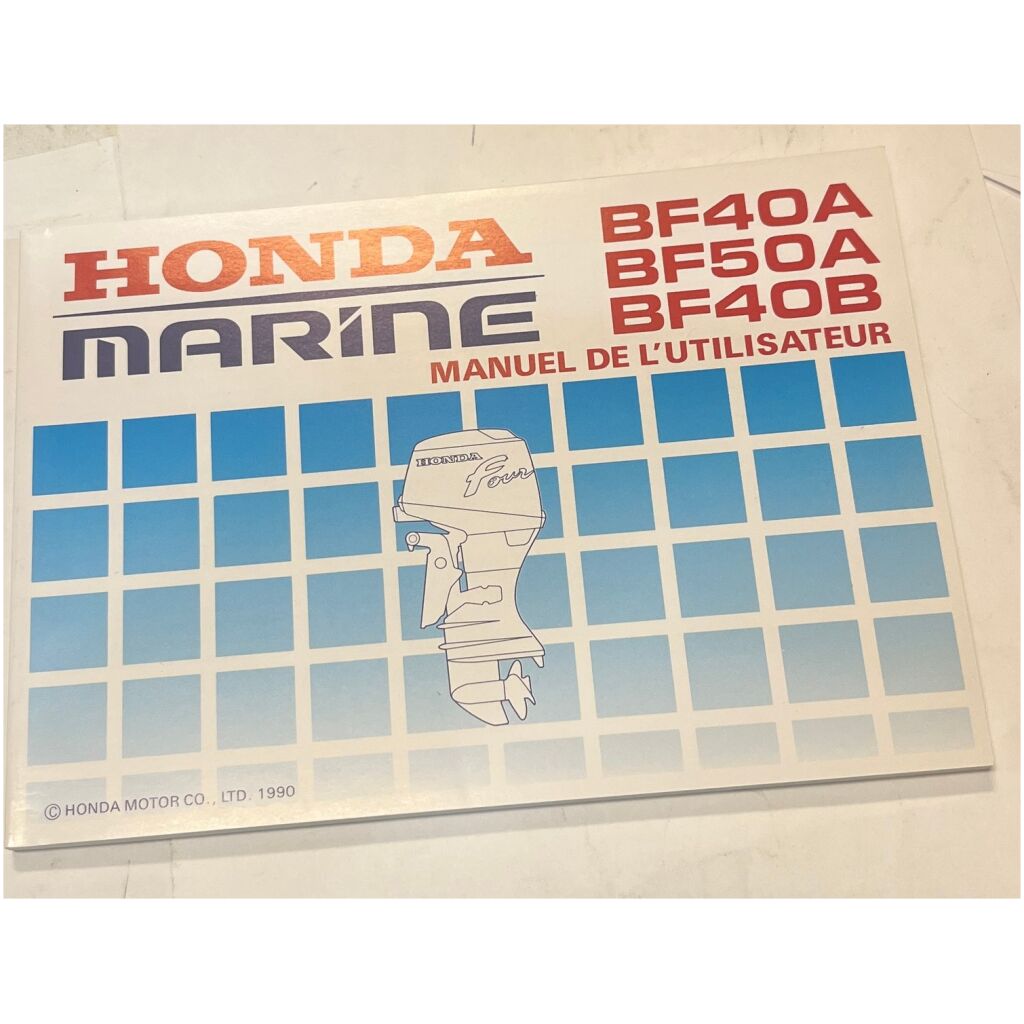 HONDA
MARINE
BF40A
BF50A
BF40B
MANUEL DE L'UTILISATEUR
HONDA
Four
© HONDA MOTOR CO., LTD. 1990